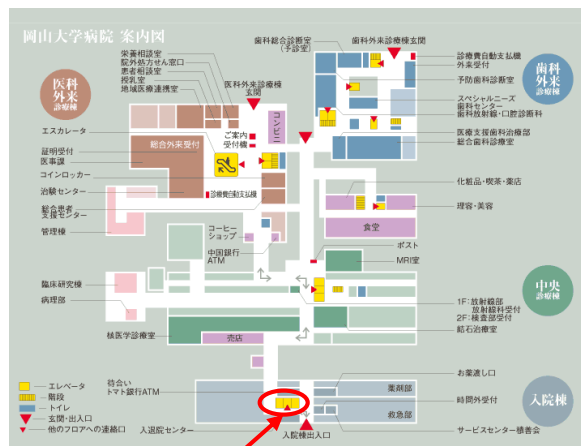 岡山大学病院 案内図
医科
外来
診療棟
栄養相談室
院外処方せん窓口
患者相談室
授乳室
地域医療連携室
エスカレータ
証明受付
医事課
コインロッカー
治験センター
総合患者
支援センター
管理棟
臨床研究棟
病理部
核医学診療室
総合外来受付
医科外来診療棟
玄関
コンビニ
ご案内
受付機
診療費自動支払機
コーヒー
ショップ
中国銀行
ATM
売店
歯科総合診断室
(予診室)
歯科外来診療棟玄関
診療費自動支払機
外来受付
予防歯科診断室
スペシャルニーズ
歯科センター
歯科放射線・口腔診断科
医療支援歯科治療部
総合歯科診療室
歯科
外来
診療棟
化粧品・喫茶・薬店
理容・美容
食堂
ポスト
MRI室
中央
診療棟
1F:放射線部
放射線科受付
2F:検査部受付
結石治療室
お薬渡し口
薬剤部
時間外受付
救急部
サービスセンター積善会
入院棟
待合い
トマト銀行ATM
入退院センター
入院棟出入口
エレベータ
階段
トイレ
玄関・出入口
他のフロアへの連絡口